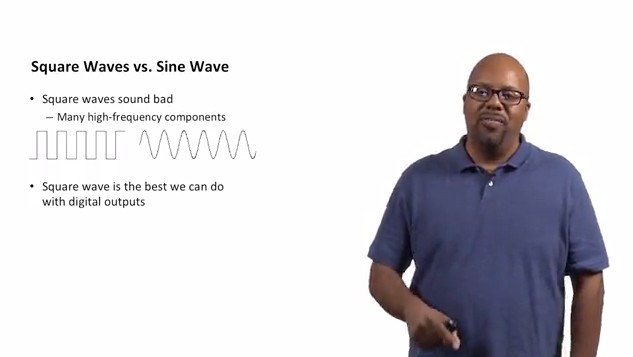 Square Waves vs. Sine Wave
• Square waves sound bad
– Many high-frequency components
• Square wave is the best we can do
with digital outputs